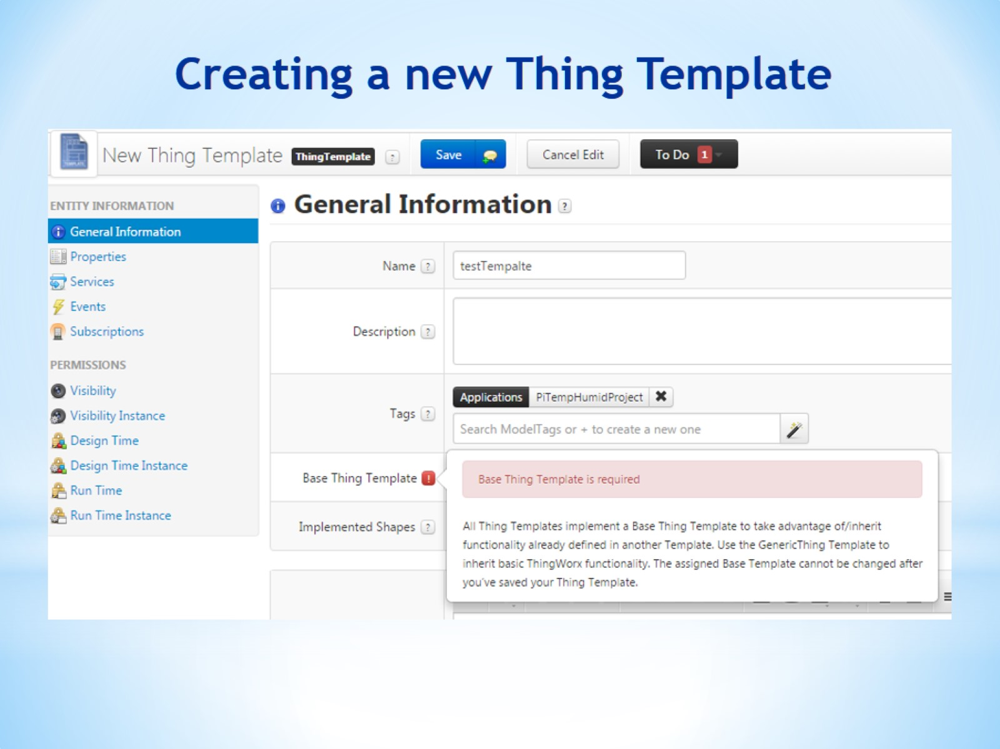 Creating a new Thing Template
TEMPLATE
New Thing Template ThingTemplate ? Save Cancel Edit To Do 1
ENTITY INFORMATION
General Information
Properties
Services
Events
Subscriptions
PERMISSIONS
Visibility
Visibility Instance
Design Time
Design Time Instance
Run Time
Run Time Instance
General Information ?
Name ? testTempalte
Description ?
Tags ? Applications PiTempHumidProject ✖
Search ModelTags or + to create a new one
Base Thing Template !
Base Thing Template is required
All Thing Templates implement a Base Thing Template to take advantage of/inherit
functionality already defined in another Template. Use the GenericThing Template to
inherit basic ThingWorx functionality. The assigned Base Template cannot be changed after
you've saved your Thing Template.
Implemented Shapes ?